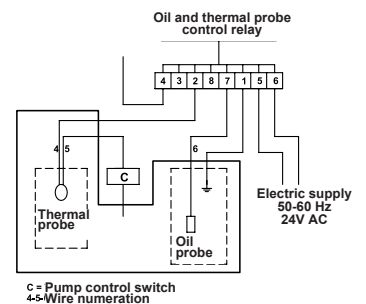 Oil and thermal probe
control relay
4 3 2 8 7 1 5 6
4 5
6
C
Thermal
probe
Oil
probe
Electric supply
50-60 Hz
24V AC
C = Pump control switch
4-5-/Wire numeration